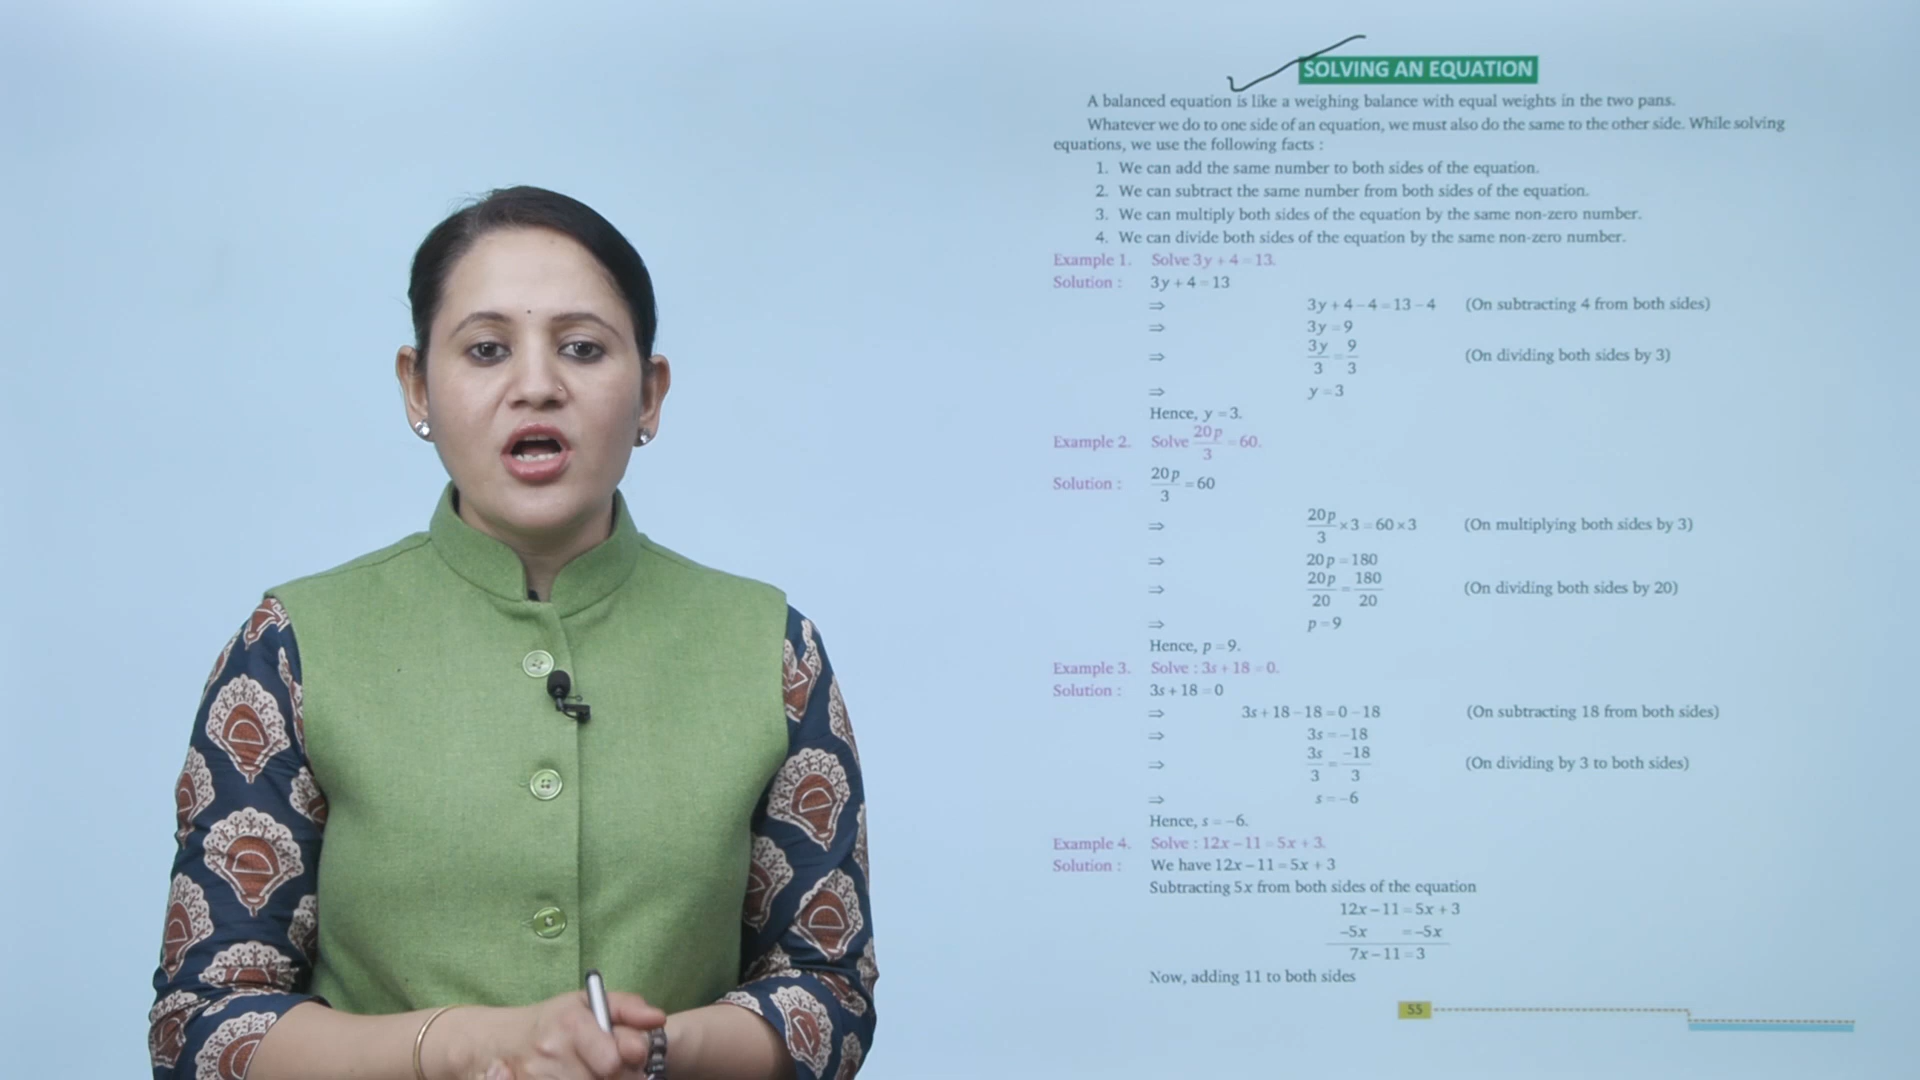 SOLVING AN EQUATION
A balanced equation is like a weighing balance with equal weights in the two pans.
Whatever we do to one side of an equation, we must also do the same to the other side. While solving
equations, we use the following facts :
1. We can add the same number to both sides of the equation.
2. We can subtract the same number from both sides of the equation.
3. We can multiply both sides of the equation by the same non-zero number.
4. We can divide both sides of the equation by the same non-zero number.
Example 1. Solve 3y + 4 = 13.
Solution : 3y + 4 = 13
⇒ 3y + 4 − 4 = 13 − 4 (On subtracting 4 from both sides)
⇒ 3y = 9
⇒ 3y/3 = 9/3 (On dividing both sides by 3)
⇒ y = 3
Hence, y = 3.
Example 2. Solve 20p/3 = 60.
Solution : 20p/3 = 60
⇒ 20p/3 × 3 = 60 × 3 (On multiplying both sides by 3)
⇒ 20p = 180
⇒ 20p/20 = 180/20 (On dividing both sides by 20)
⇒ p = 9
Hence, p = 9.
Example 3. Solve : 3s + 18 = 0.
Solution : 3s + 18 = 0
⇒ 3s + 18 − 18 = 0 − 18 (On subtracting 18 from both sides)
⇒ 3s = −18
⇒ 3s/3 = −18/3 (On dividing by 3 to both sides)
⇒ s = −6
Hence, s = −6.
Example 4. Solve : 12x − 11 = 5x + 3.
Solution : We have 12x − 11 = 5x + 3
Subtracting 5x from both sides of the equation
12x − 11 = 5x + 3
−5x = −5x
7x − 11 = 3
Now, adding 11 to both sides
55